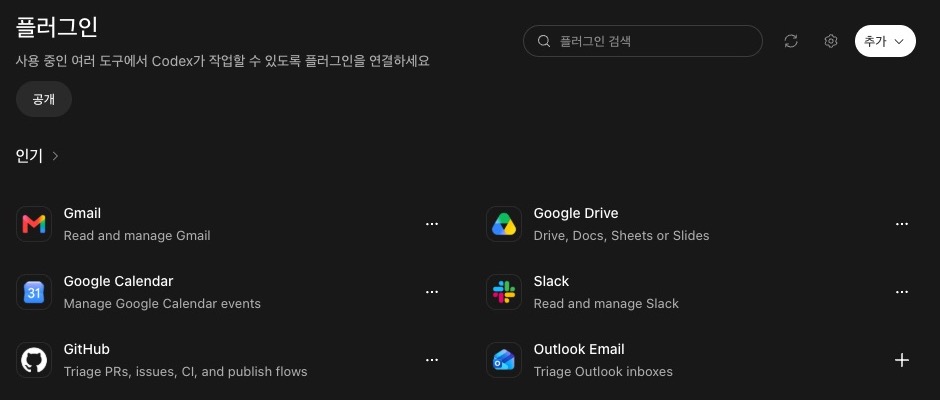 플러그인
사용 중인 여러 도구에서 Codex가 작업할 수 있도록 플러그인을 연결하세요
플러그인 검색
추가
공개
인기
Gmail
Read and manage Gmail
Google Drive
Drive, Docs, Sheets or Slides
31
Google Calendar
Manage Google Calendar events
Slack
Read and manage Slack
GitHub
Triage PRs, issues, CI, and publish flows
Outlook Email
Triage Outlook inboxes